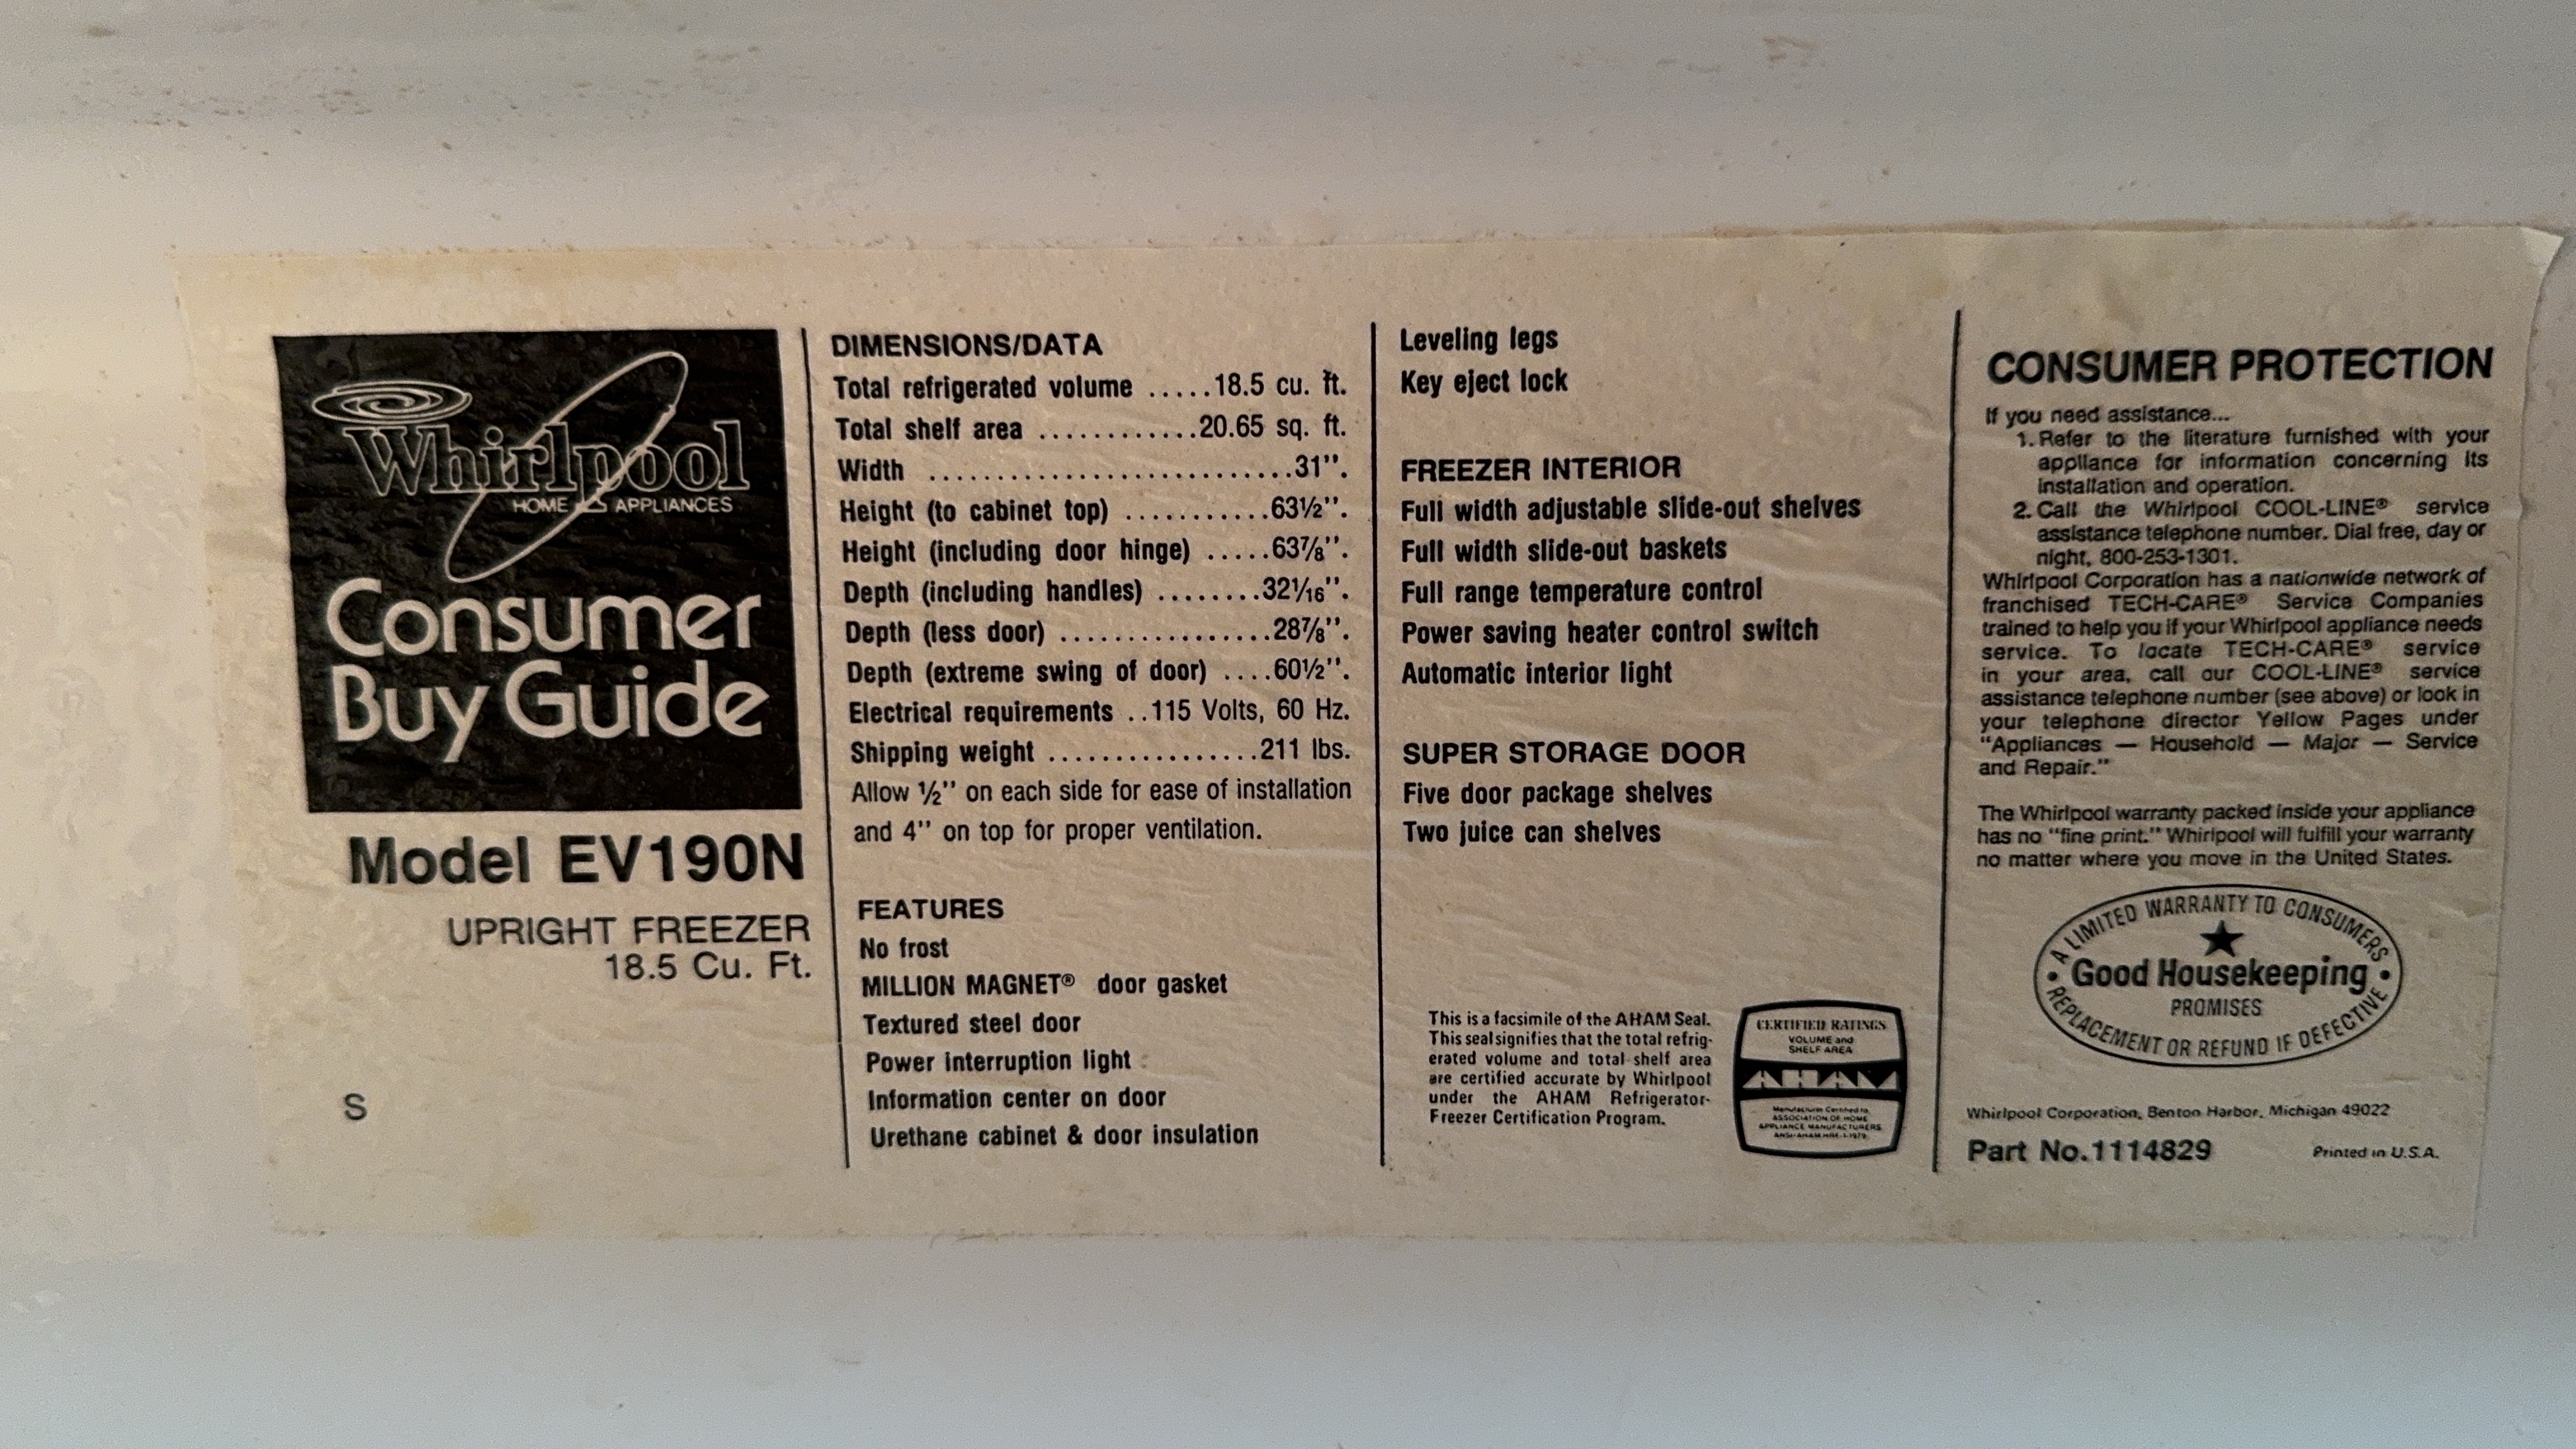 Whirlpool
HOME APPLIANCES
Consumer
Buy Guide
Model EV190N
UPRIGHT FREEZER
18.5 Cu. Ft.
S
DIMENSIONS/DATA
Total refrigerated volume .....18.5 cu. ft.
Total shelf area ............20.65 sq. ft.
Width ............................31''.
Height (to cabinet top) ...........63½''.
Height (including door hinge) .....63⅞''.
Depth (including handles) ........32 1/16''.
Depth (less door) ................28⅞''.
Depth (extreme swing of door) ....60½''.
Electrical requirements ..115 Volts, 60 Hz.
Shipping weight ................211 lbs.
Allow ½'' on each side for ease of installation
and 4'' on top for proper ventilation.
FEATURES
No frost
MILLION MAGNET® door gasket
Textured steel door
Power interruption light
Information center on door
Urethane cabinet & door insulation
Leveling legs
Key eject lock
FREEZER INTERIOR
Full width adjustable slide-out shelves
Full width slide-out baskets
Full range temperature control
Power saving heater control switch
Automatic interior light
SUPER STORAGE DOOR
Five door package shelves
Two juice can shelves
This is a facsimile of the AHAM Seal.
This seal signifies that the total refrig-
erated volume and total shelf area
are certified accurate by Whirlpool
under the AHAM Refrigerator-
Freezer Certification Program.
CERTIFIED RATINGS
VOLUME and
SHELF AREA
AHAM
Manufacturer Certified to
ASSOCIATION OF HOME
APPLIANCE MANUFACTURERS
ANSI-AHAM HRF-1-1979
CONSUMER PROTECTION
If you need assistance...
1. Refer to the literature furnished with your
appliance for information concerning its
installation and operation.
2. Call the Whirlpool COOL-LINE® service
assistance telephone number. Dial free, day or
night, 800-253-1301.
Whirlpool Corporation has a nationwide network of
franchised TECH-CARE® Service Companies
trained to help you if your Whirlpool appliance needs
service. To locate TECH-CARE® service
in your area, call our COOL-LINE® service
assistance telephone number (see above) or look in
your telephone director Yellow Pages under
"Appliances — Household — Major — Service
and Repair."
The Whirlpool warranty packed inside your appliance
has no "fine print." Whirlpool will fulfill your warranty
no matter where you move in the United States.
A LIMITED WARRANTY TO CONSUMERS
Good Housekeeping
PROMISES
REPLACEMENT OR REFUND IF DEFECTIVE
Whirlpool Corporation, Benton Harbor, Michigan 49022
Part No.1114829 Printed in U.S.A.